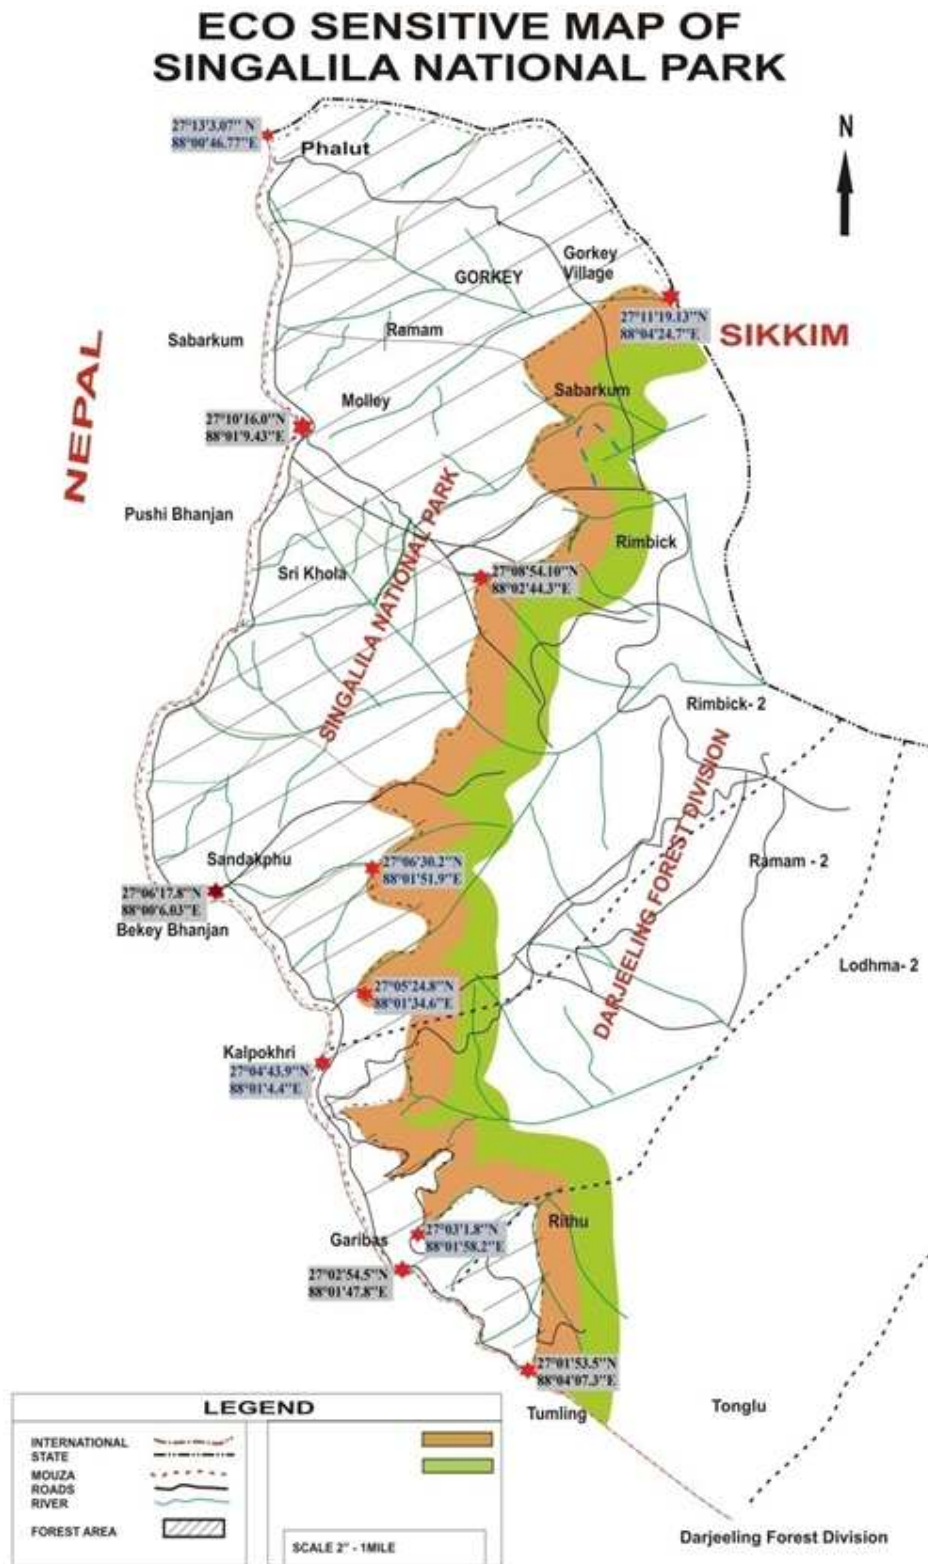 ECO SENSITIVE MAP OF
SINGALILA NATIONAL PARK
27°13'3.07'' N
88°00'46.77''E
N
Phalut
Gorkey
Village
GORKEY
27°11'19.13''N
88°04'24.7''E
SIKKIM
Ramam
Sabarkum
NEPAL
Sabarkum
Molley
27°10'16.0''N
88°01'9.43''E
Pushi Bhanjan
SINGALILA NATIONAL PARK
Rimbick
Sri Khola
27°08'54.10''N
88°02'44.3''E
Rimbick- 2
DARJEELING FOREST DIVISION
Sandakphu
27°06'30.2''N
88°01'51.9''E
Ramam - 2
27°06'17.8''N
88°00'6.03''E
Bekey Bhanjan
Lodhma- 2
27°05'24.8''N
88°01'34.6''E
Kalpokhri
27°04'43.9''N
88°01'4.4''E
Rithu
Garibas
27°03'1.8''N
88°01'58.2''E
27°02'54.5''N
88°01'47.8''E
27°01'53.5''N
88°04'07.3''E
Tumling
Tonglu
LEGEND
INTERNATIONAL
STATE
MOUZA
ROADS
RIVER
FOREST AREA
SCALE 2" - 1MILE
Darjeeling Forest Division